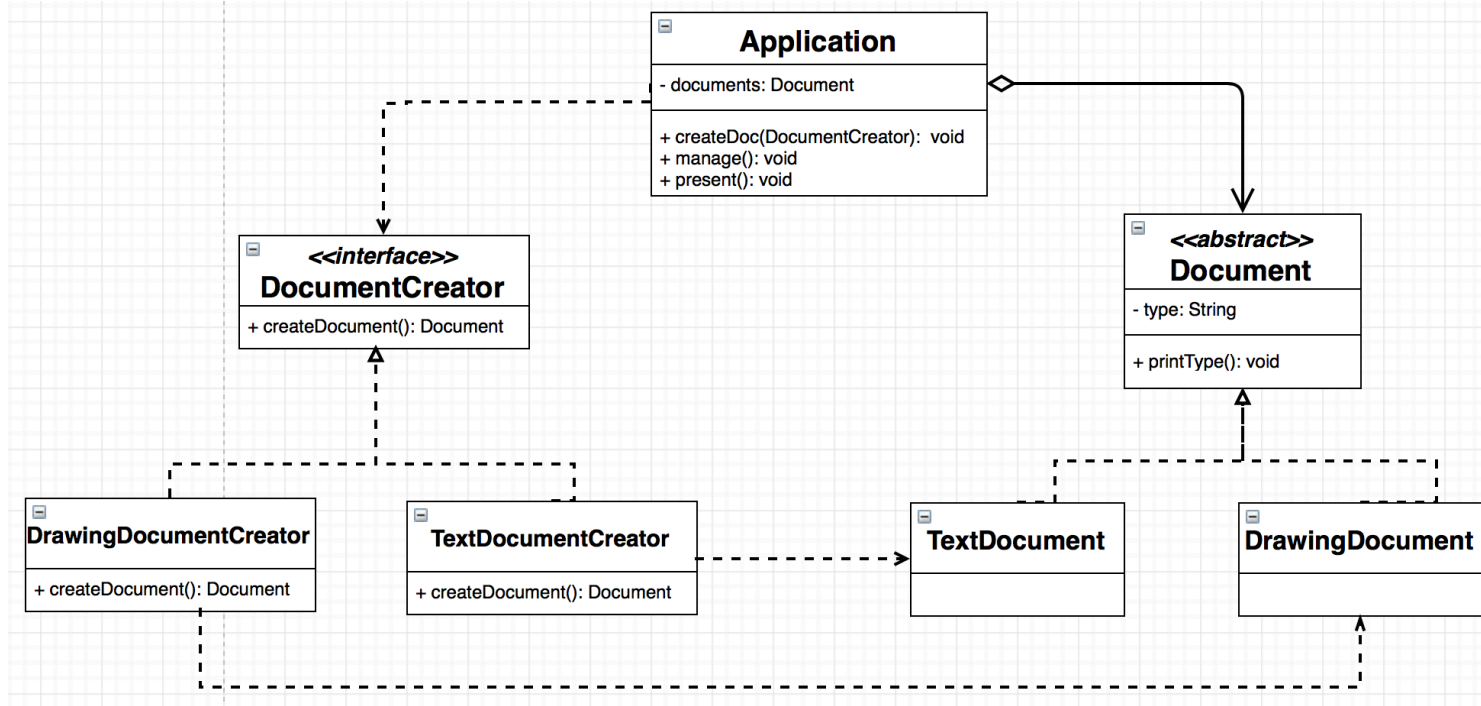 Application
- documents: Document
+ createDoc(DocumentCreator): void
+ manage(): void
+ present(): void
<<interface>>
DocumentCreator
+ createDocument(): Document
<<abstract>>
Document
- type: String
+ printType(): void
DrawingDocumentCreator
+ createDocument(): Document
TextDocumentCreator
+ createDocument(): Document
TextDocument
DrawingDocument